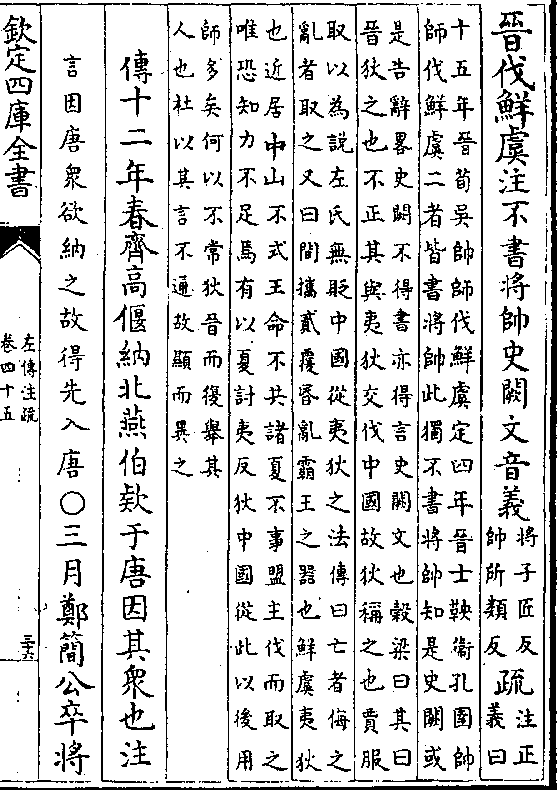 晉伐鮮虞注不書將帥史闕文音義將子匠反
帥所類反疏注正
義曰
十五年晉荀吳帥師伐鮮虞定四年晉士鞅衞孔圉帥
師伐鮮虞二者皆書將帥此獨不書將帥知是史闕或
是告辭畧史闕不得書亦得言史闕文也穀梁曰其曰
晉狄之也不正其與夷狄交伐中國故狄稱之也賈服
取以為說左氏無貶中國從夷狄之法傳曰亡者侮之
亂者取之又曰間攜貳覆昏亂霸王之器也鮮虞夷狄
也近居中山不式王命不共諸夏不事盟主伐而取之
唯恐知力不足焉有以夏討夷反狄中國從此以後用
師多矣何以不常狄晉而復舉其
人也杜以其言不通故顯而異之
傳十二年春齊高偃納北燕伯欵于唐因其衆也注
言因唐衆欲納之故得先入唐○三月鄭簡公卒將
欽定四庫全書
左傳注疏
卷四十五
三六